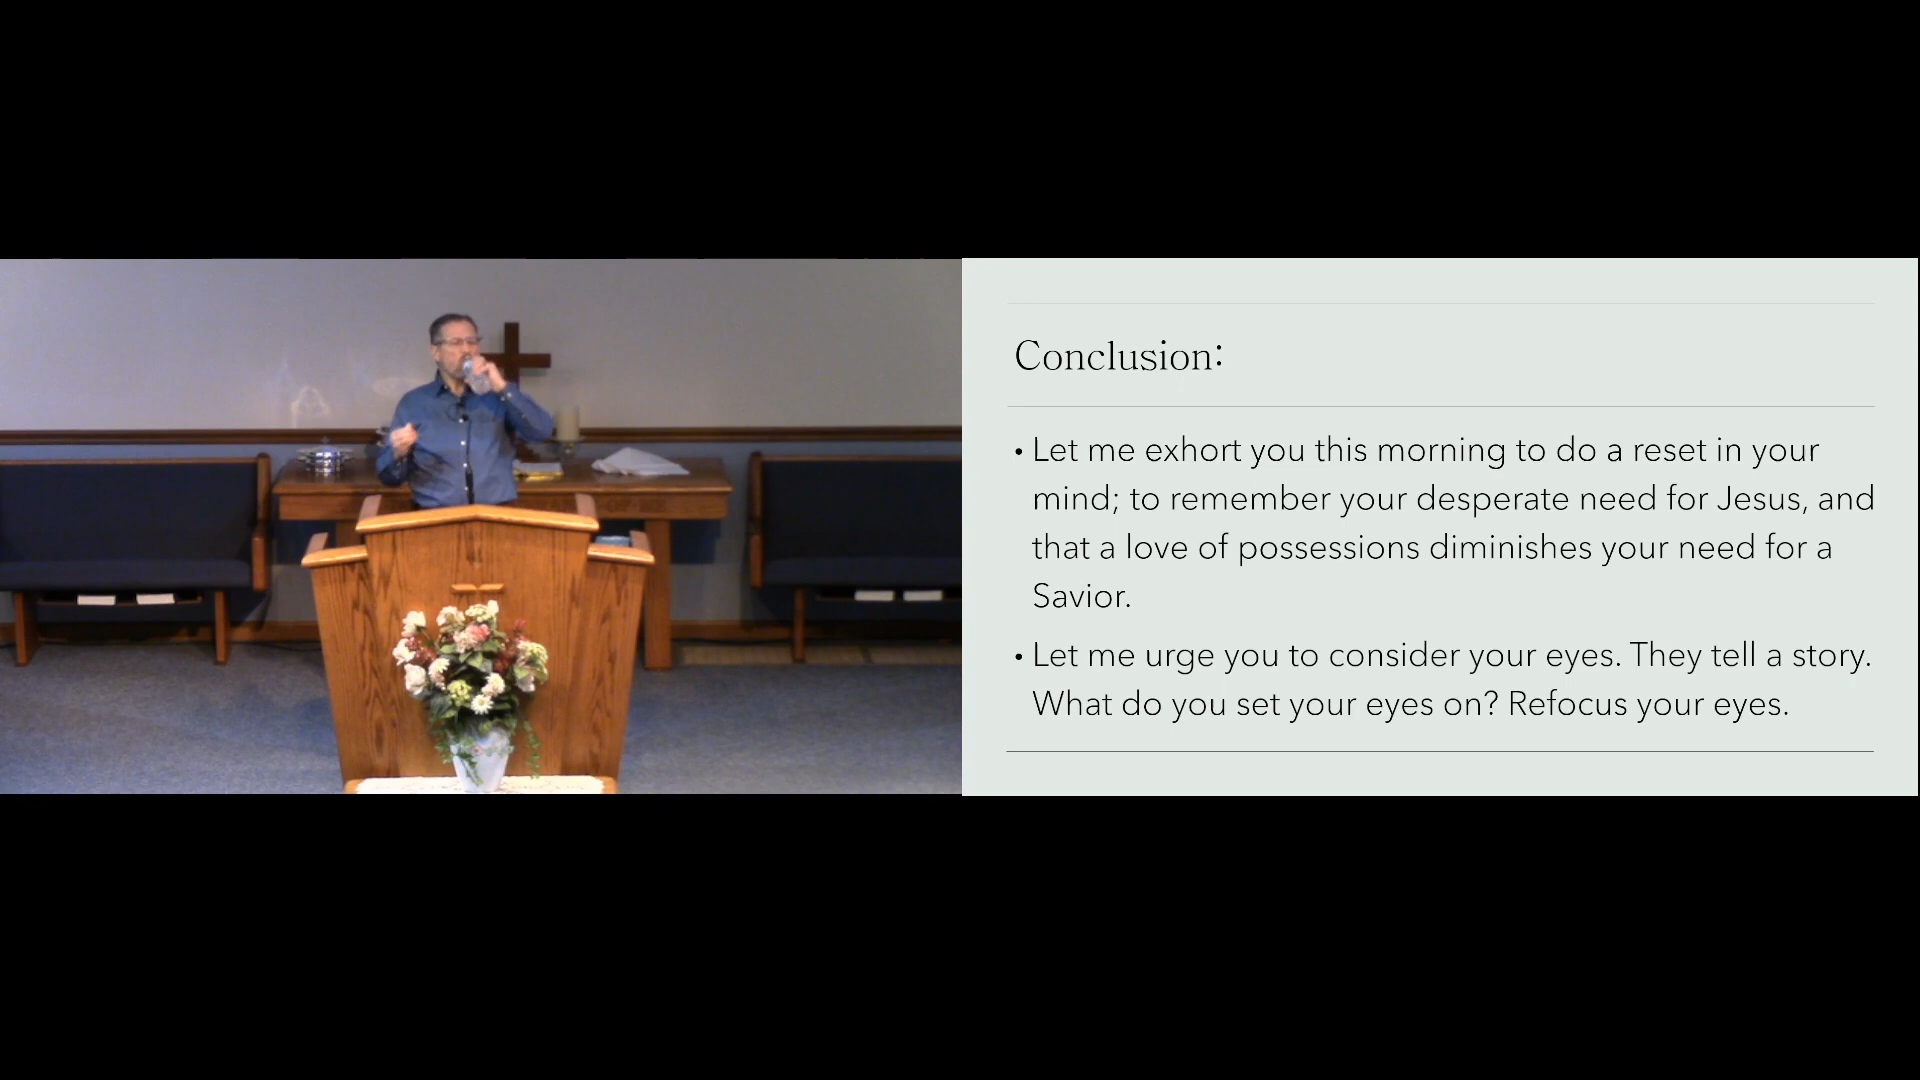 Conclusion:
• Let me exhort you this morning to do a reset in your
mind; to remember your desperate need for Jesus, and
that a love of possessions diminishes your need for a
Savior.
• Let me urge you to consider your eyes. They tell a story.
What do you set your eyes on? Refocus your eyes.